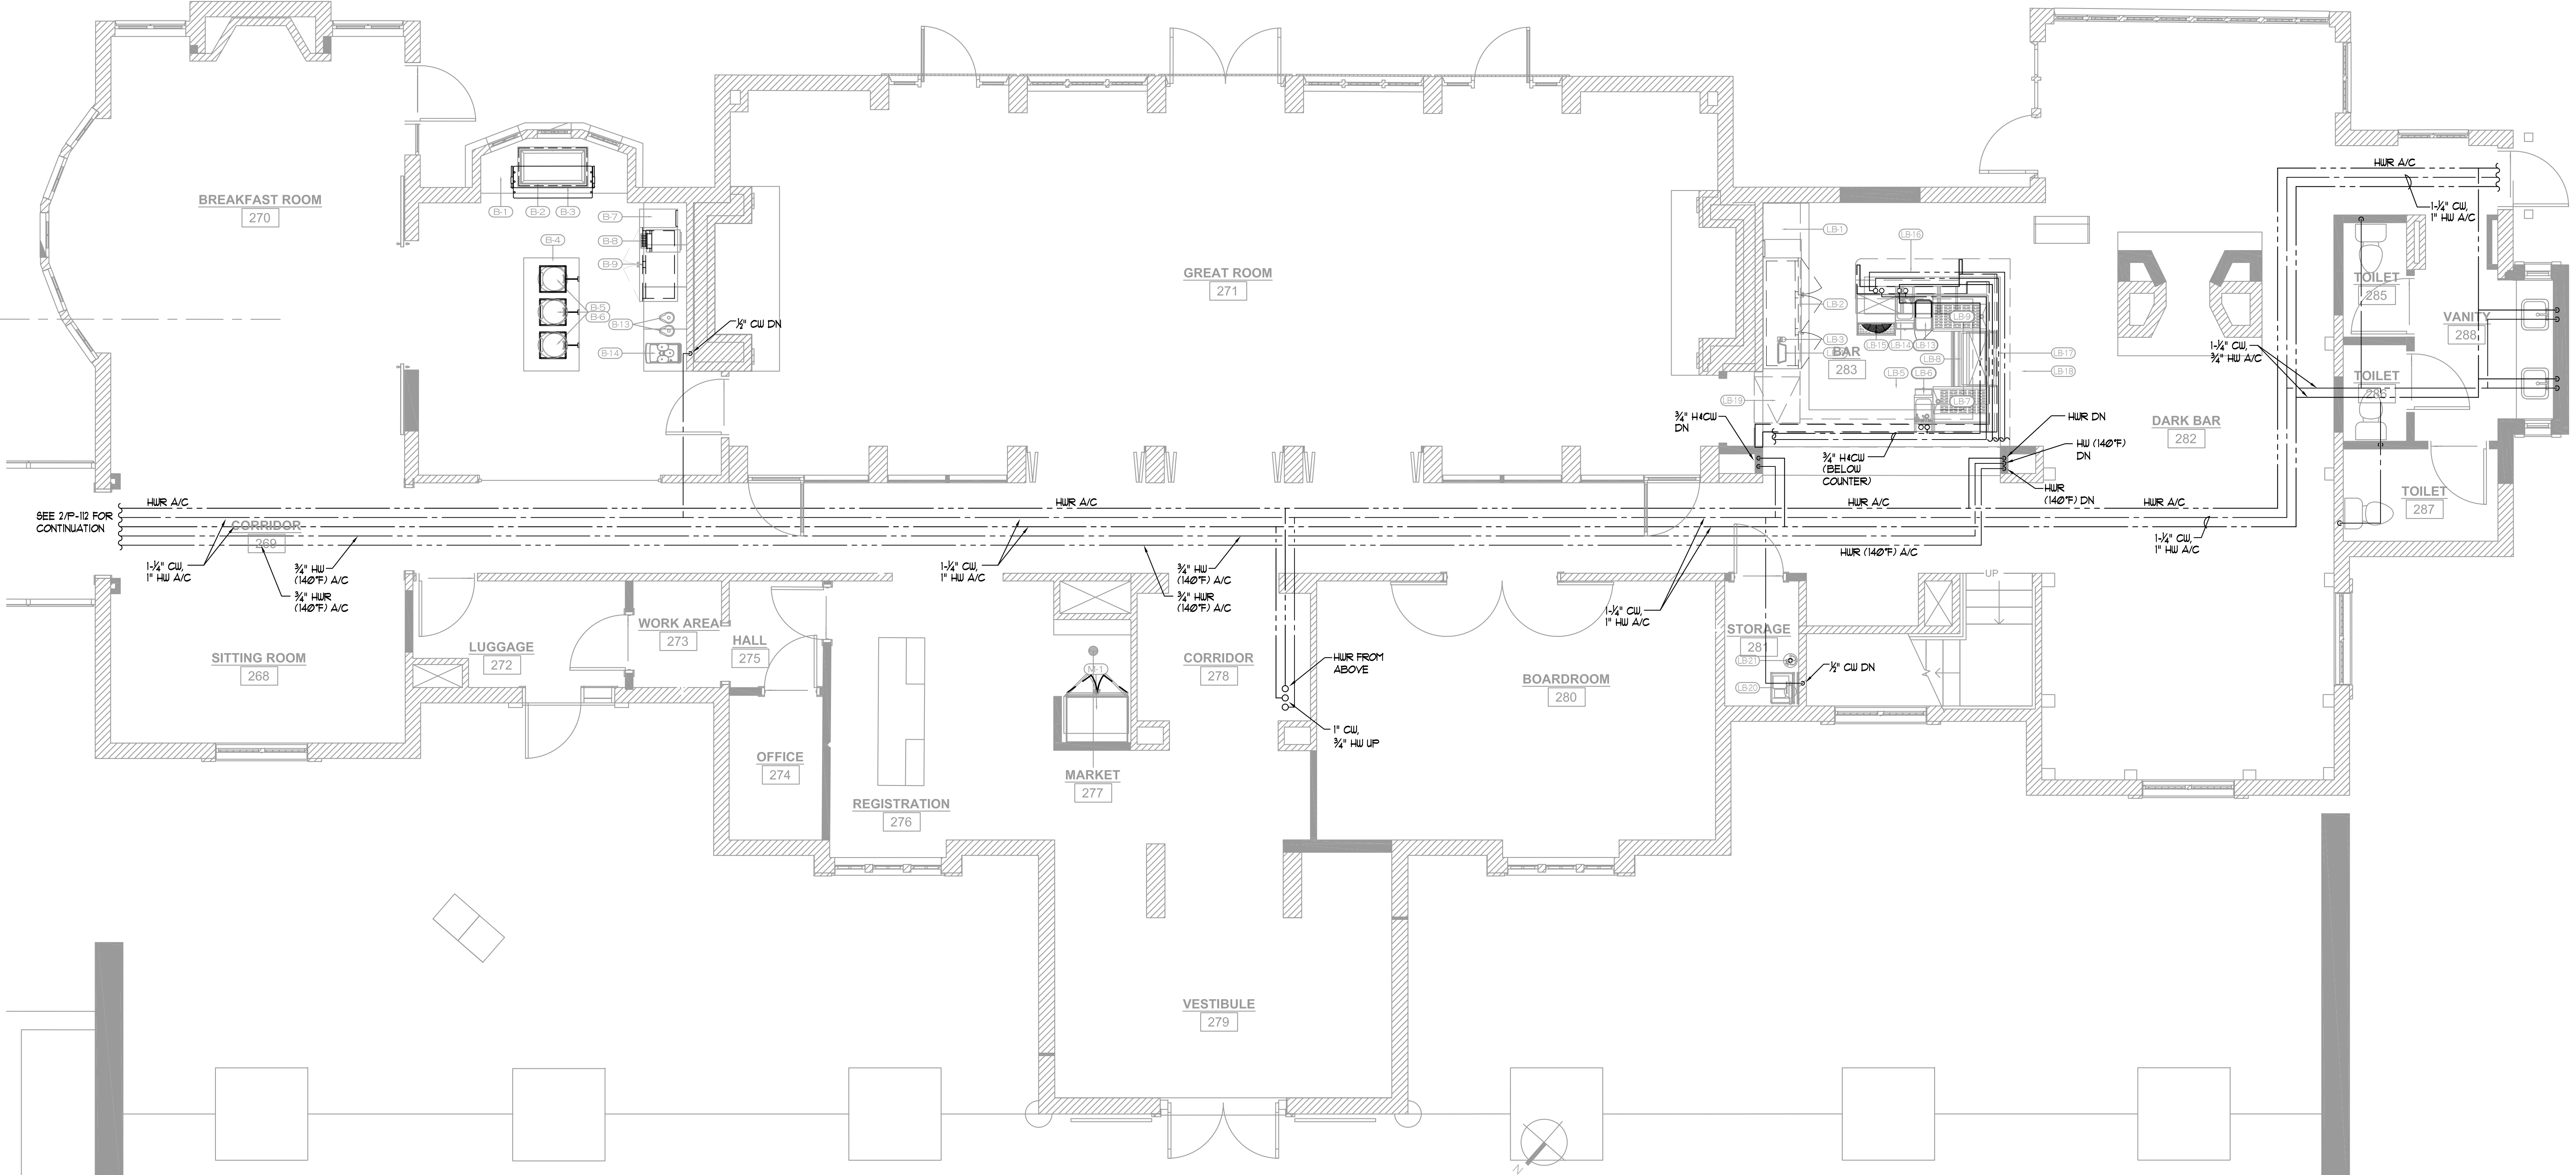 BREAKFAST ROOM
270
B-1
B-2
B-3
B-4
B-5
B-6
B-7
B-8
B-9
B-13
B-14
½" CW DN
GREAT ROOM
271
LB-1
LB-2
LB-3
LB-16
LB-15
LB-14
LB-13
LB-9
LB-8
LB-5
LB-6
LB-7
LB-17
LB-18
LB-19
BAR
283
¾" H&CW
DN
¾" H&CW
(BELOW
COUNTER)
HWR DN
HW (140°F)
DN
HWR
(140°F) DN
DARK BAR
282
HWR A/C
1-¼" CW,
1" HW A/C
TOILET
285
VANITY
288
1-¼" CW,
¾" HW A/C
TOILET
286
TOILET
287
SEE 2/P-112 FOR
CONTINUATION
HWR A/C
HWR A/C
HWR A/C
HWR A/C
CORRIDOR
269
1-¼" CW,
1" HW A/C
¾" HW
(140°F) A/C
¾" HWR
(140°F) A/C
1-¼" CW,
1" HW A/C
¾" HW
(140°F) A/C
¾" HWR
(140°F) A/C
HWR (140°F) A/C
1-¼" CW,
1" HW A/C
1-¼" CW,
1" HW A/C
UP
SITTING ROOM
268
LUGGAGE
272
WORK AREA
273
HALL
275
OFFICE
274
REGISTRATION
276
M-1
MARKET
277
CORRIDOR
278
HWR FROM
ABOVE
1" CW,
¾" HW UP
BOARDROOM
280
STORAGE
281
LB-21
LB-20
½" CW DN
VESTIBULE
279
N